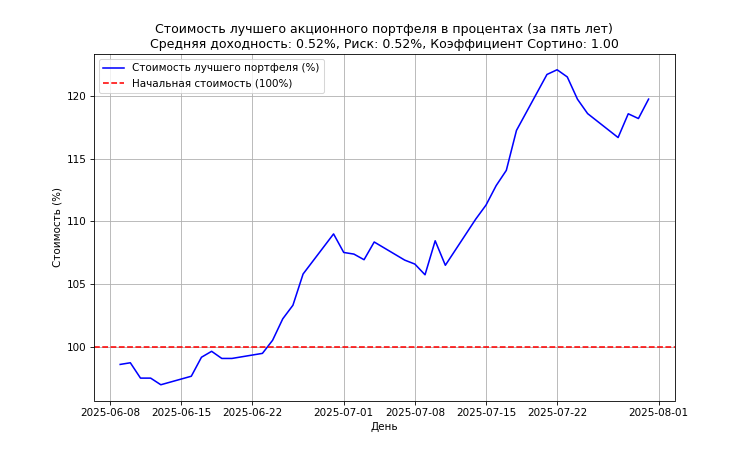 Стоимость лучшего акционного портфеля в процентах (за пять лет)
Средняя доходность: 0.52%, Риск: 0.52%, Коэффициент Сортино: 1.00
Стоимость лучшего портфеля (%)
Начальная стоимость (100%)
Стоимость (%)
120
115
110
105
100
2025-06-08 2025-06-15 2025-06-22 2025-07-01 2025-07-08 2025-07-15 2025-07-22 2025-08-01
День